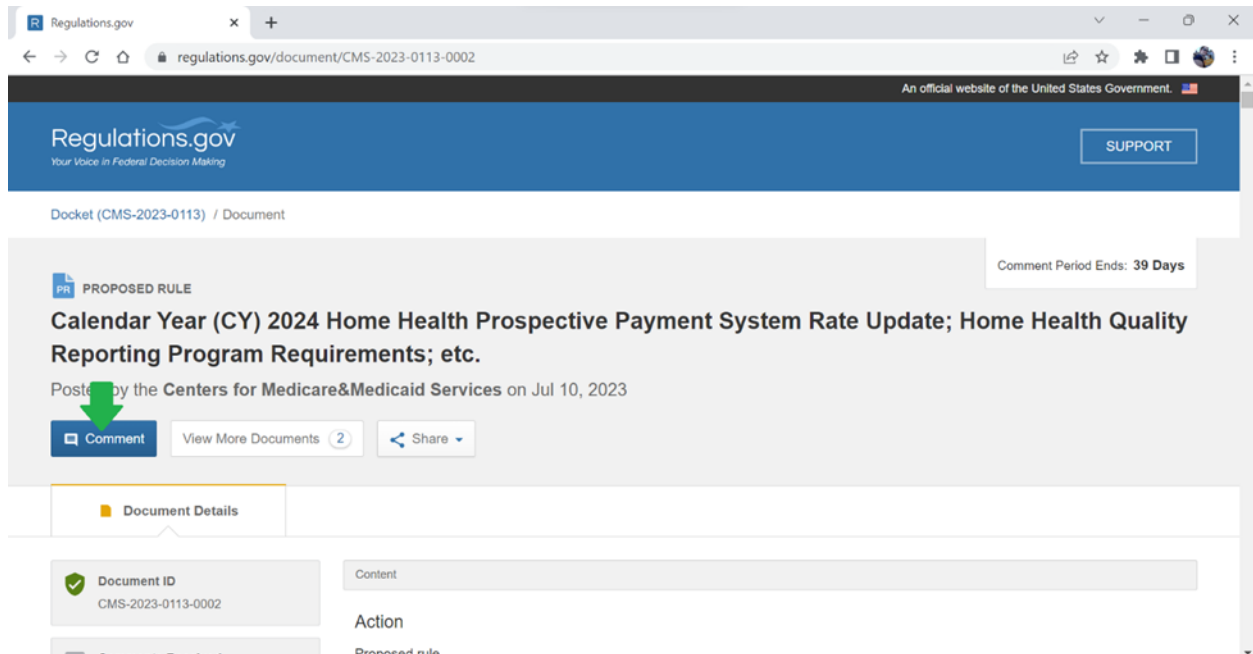 Regulations.gov
regulations.gov/document/CMS-2023-0113-0002
An official website of the United States Government.
Regulations.gov
Your Voice in Federal Decision Making
SUPPORT
Docket (CMS-2023-0113) / Document
Comment Period Ends: 39 Days
PR PROPOSED RULE
Calendar Year (CY) 2024 Home Health Prospective Payment System Rate Update; Home Health Quality
Reporting Program Requirements; etc.
by the Centers for Medicare&Medicaid Services on Jul 10, 2023
Comment View More Documents 2 Share
Document Details
Document ID
CMS-2023-0113-0002
Content
Action
Proposed rule